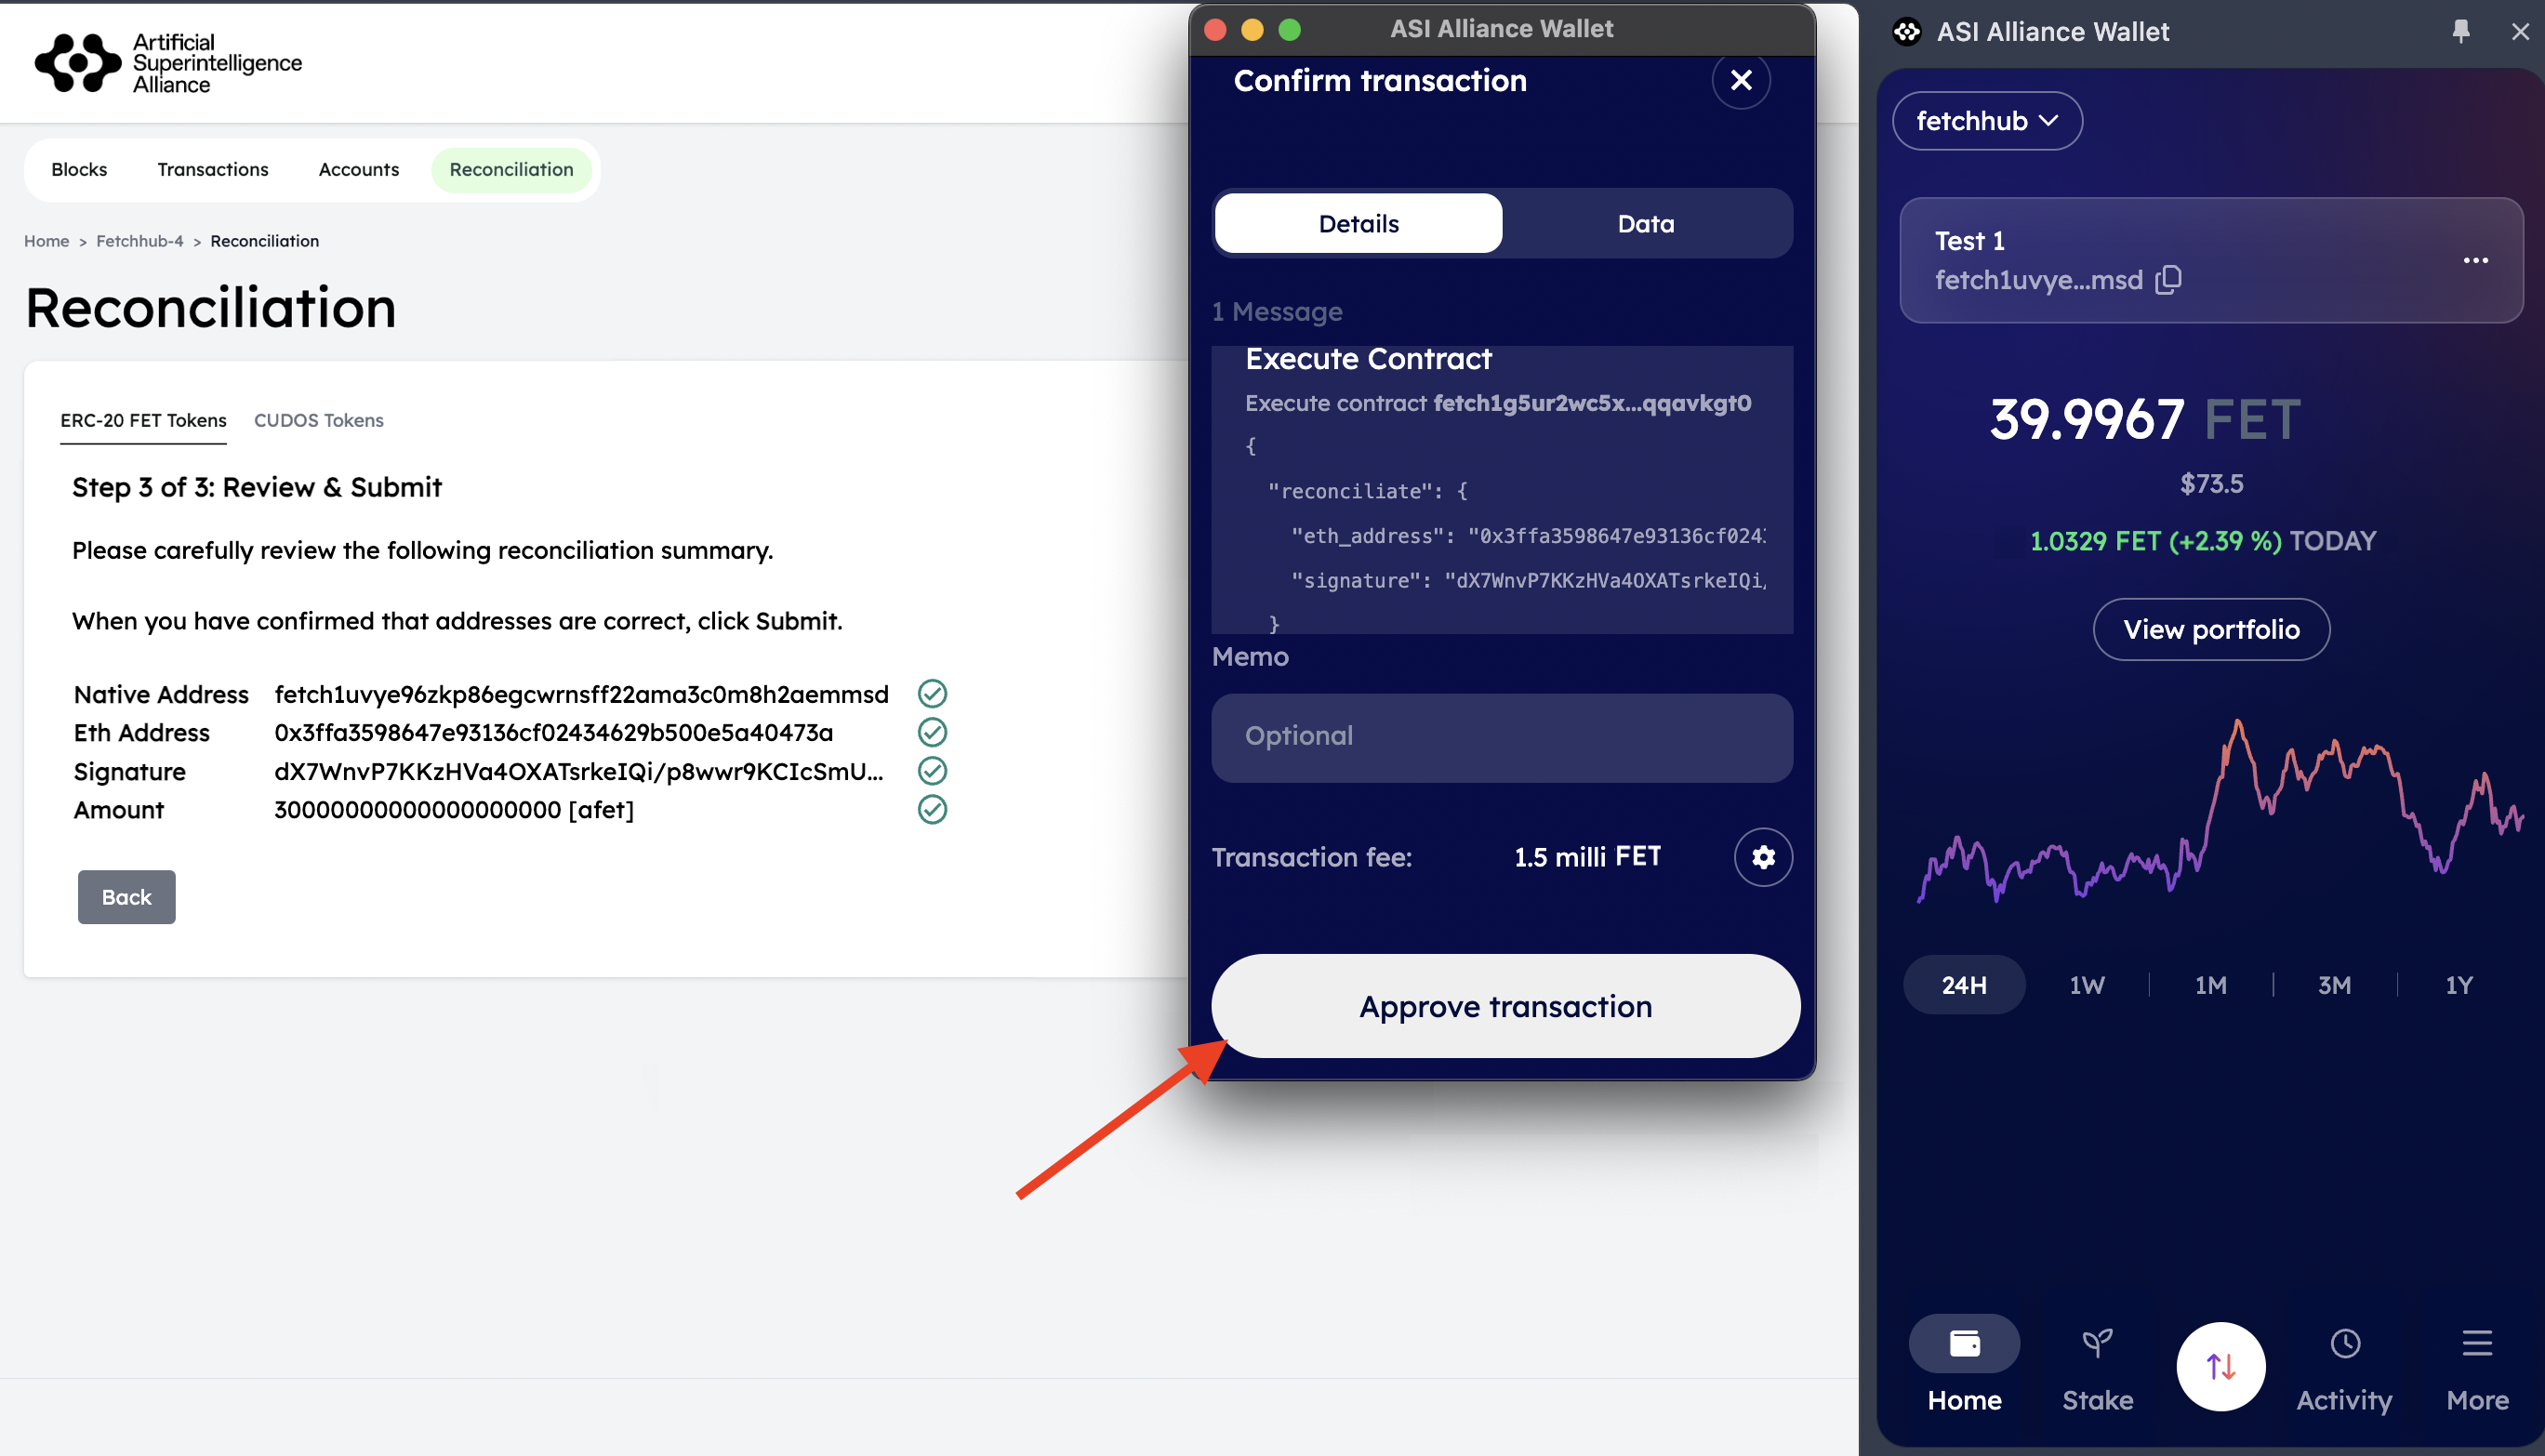 Artificial
Superintelligence
Alliance
Blocks Transactions Accounts Reconciliation
Home > Fetchhub-4 > Reconciliation
Reconciliation
ERC-20 FET Tokens CUDOS Tokens
Step 3 of 3: Review & Submit
Please carefully review the following reconciliation summary.
When you have confirmed that addresses are correct, click Submit.
Native Address fetch1uvye96zkp86egcwrnsff22ama3c0m8h2aemmsd
Eth Address 0x3ffa3598647e93136cf02434629b500e5a40473a
Signature dX7WnvP7KKzHVa4OXATsrkeIQi/p8wwr9KCIcSmU...
Amount 30000000000000000000 [afet]
Back
ASI Alliance Wallet
Confirm transaction
Details Data
1 Message
Execute Contract
Execute contract fetch1g5ur2wc5x...qqavkgt0
{
"reconciliate": {
"eth_address": "0x3ffa3598647e93136cf024
"signature": "dX7WnvP7KKzHVa4OXATsrkeIQi/
}
Memo
Optional
Transaction fee: 1.5 milli FET
Approve transaction
ASI Alliance Wallet
fetchhub
Test 1
fetch1uvye...msd
39.9967 FET
$73.5
1.0329 FET (+2.39 %) TODAY
View portfolio
24H 1W 1M 3M 1Y
Home Stake Activity More